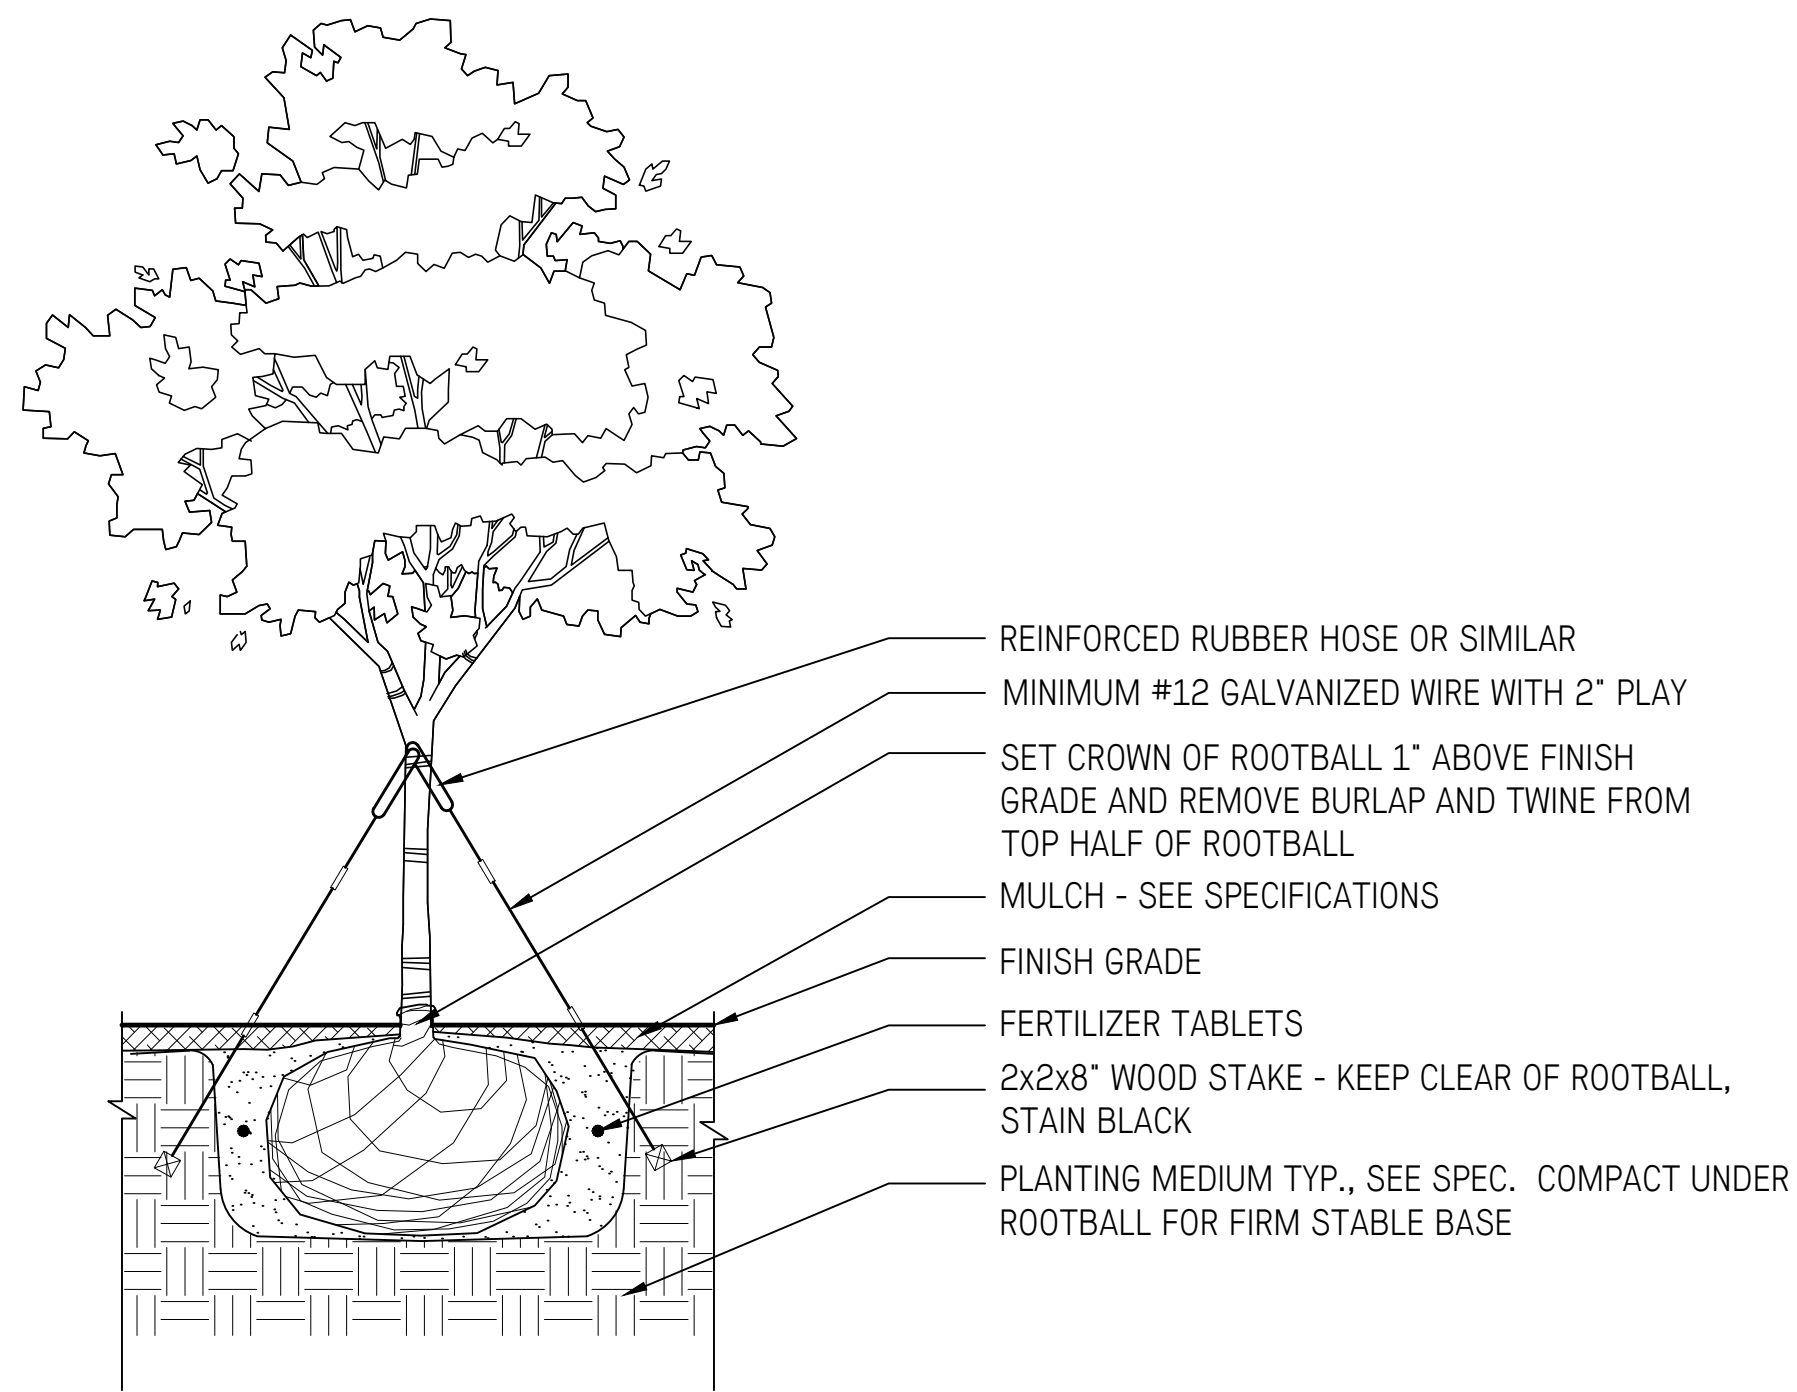 REINFORCED RUBBER HOSE OR SIMILAR
MINIMUM #12 GALVANIZED WIRE WITH 2" PLAY
SET CROWN OF ROOTBALL 1" ABOVE FINISH
GRADE AND REMOVE BURLAP AND TWINE FROM
TOP HALF OF ROOTBALL
MULCH - SEE SPECIFICATIONS
FINISH GRADE
FERTILIZER TABLETS
2x2x8" WOOD STAKE - KEEP CLEAR OF ROOTBALL,
STAIN BLACK
PLANTING MEDIUM TYP., SEE SPEC.  COMPACT UNDER
ROOTBALL FOR FIRM STABLE BASE